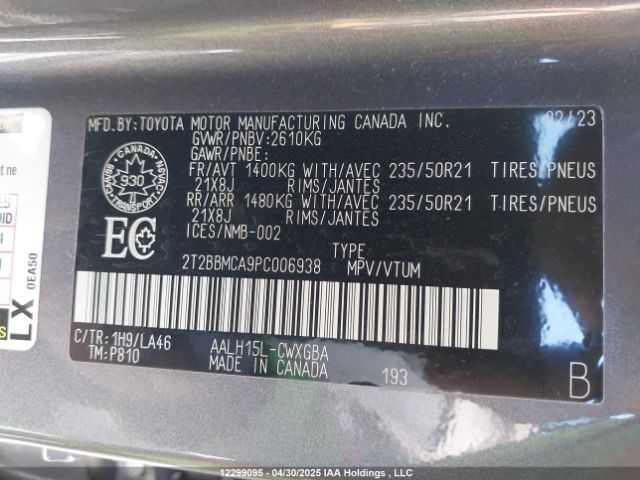 MFD.BY:TOYOTA MOTOR MANUFACTURING CANADA INC. 02/23
GVWR/PNBV:2610KG
GAWR/PNBE:
FR/AVT 1400KG WITH/AVEC 235/50R21 TIRES/PNEUS
21X8J RIMS/JANTES
RR/ARR 1480KG WITH/AVEC 235/50R21 TIRES/PNEUS
21X8J RIMS/JANTES
ICES/NMB-002
TYPE
2T2BBMCA9PC006938 MPV/VTUM
CANADA
930
TRANSPORT
EC
C/TR: 1H9/LA46 AALH15L-CWXGBA
TM:P810 MADE IN CANADA 193
B
it ne
LX
0EA50
12299095 - 04/30/2025 IAA Holdings, LLC